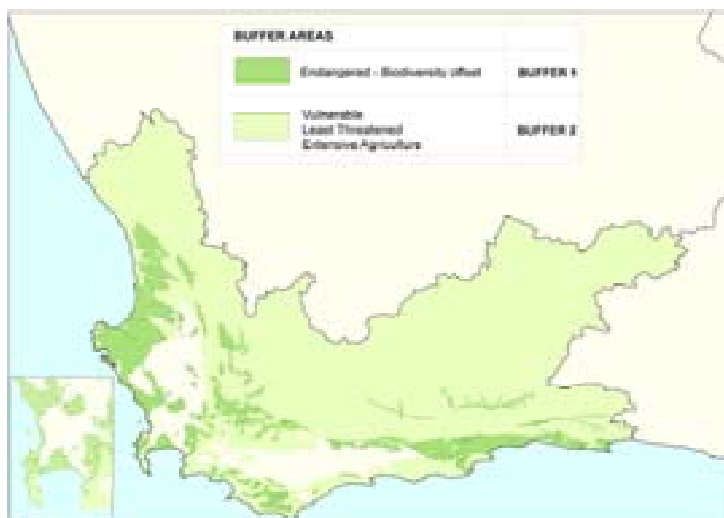 BUFFER AREAS
Endangered - Biodiversity offset BUFFER 1
Vulnerable
Least Threatened BUFFER 2
Extensive Agriculture